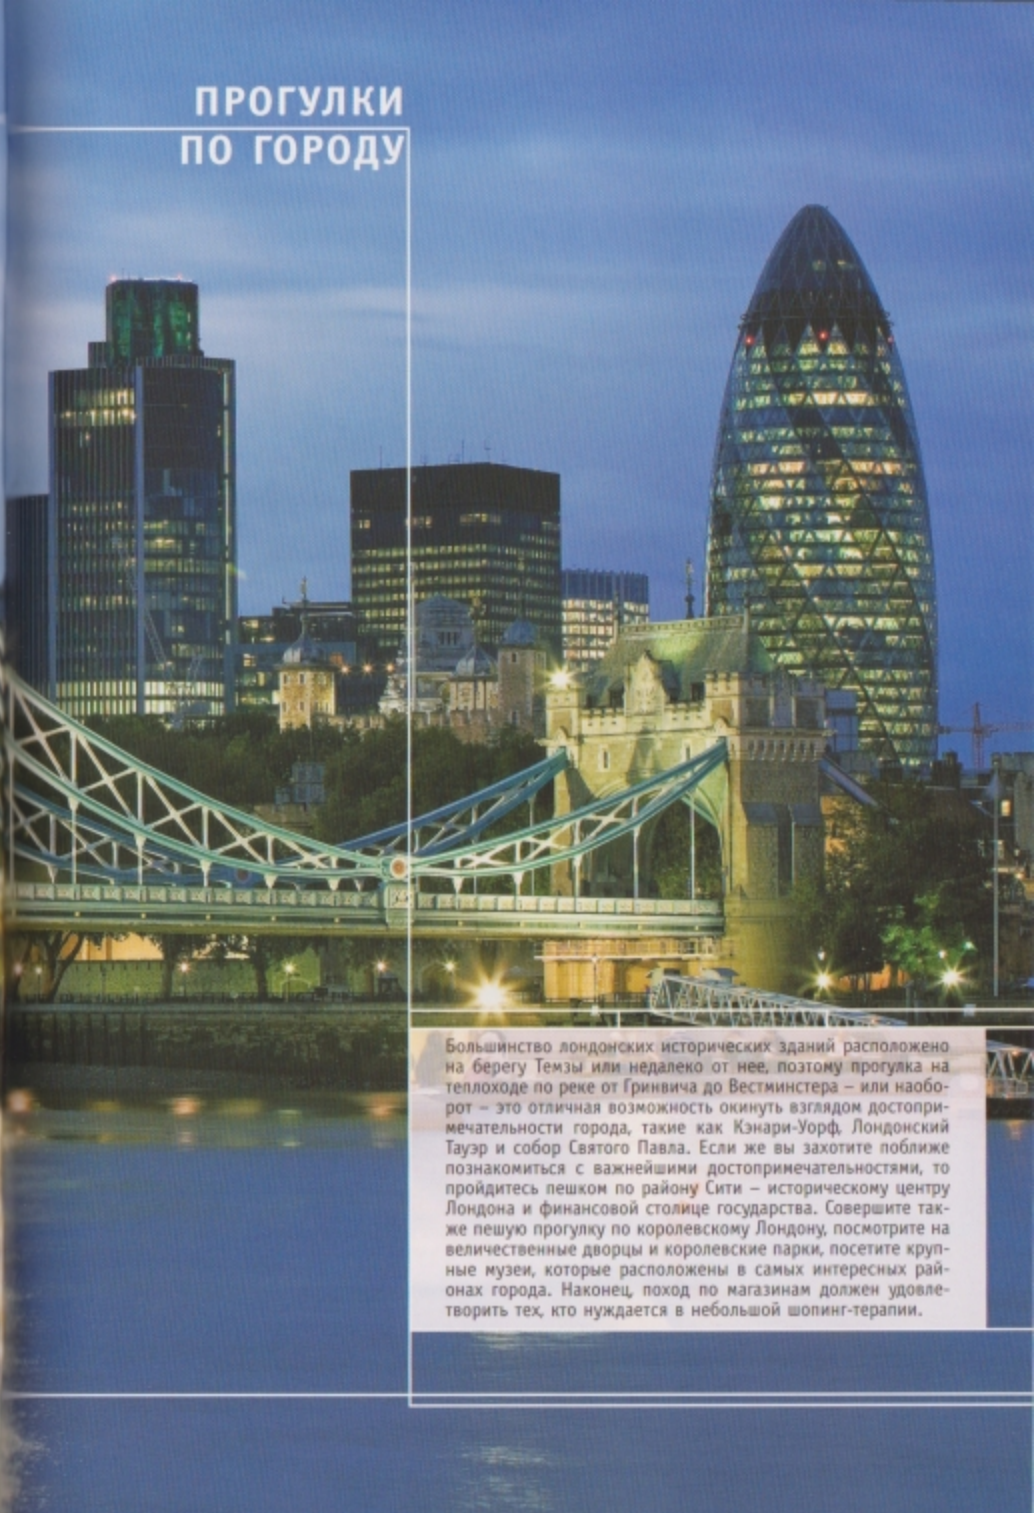 ПРОГУЛКИ
ПО ГОРОДУ
Большинство лондонских исторических зданий расположено
на берегу Темзы или недалеко от нее, поэтому прогулка на
теплоходе по реке от Гринвича до Вестминстера – или наобо-
рот – это отличная возможность окинуть взглядом достопри-
мечательности города, такие как Кэнари-Уорф, Лондонский
Тауэр и собор Святого Павла. Если же вы захотите поближе
познакомиться с важнейшими достопримечательностями, то
пройдитесь пешком по району Сити – историческому центру
Лондона и финансовой столице государства. Совершите так-
же пешую прогулку по королевскому Лондону, посмотрите на
величественные дворцы и королевские парки, посетите круп-
ные музеи, которые расположены в самых интересных рай-
онах города. Наконец, поход по магазинам должен удовле-
творить тех, кто нуждается в небольшой шопинг-терапии.